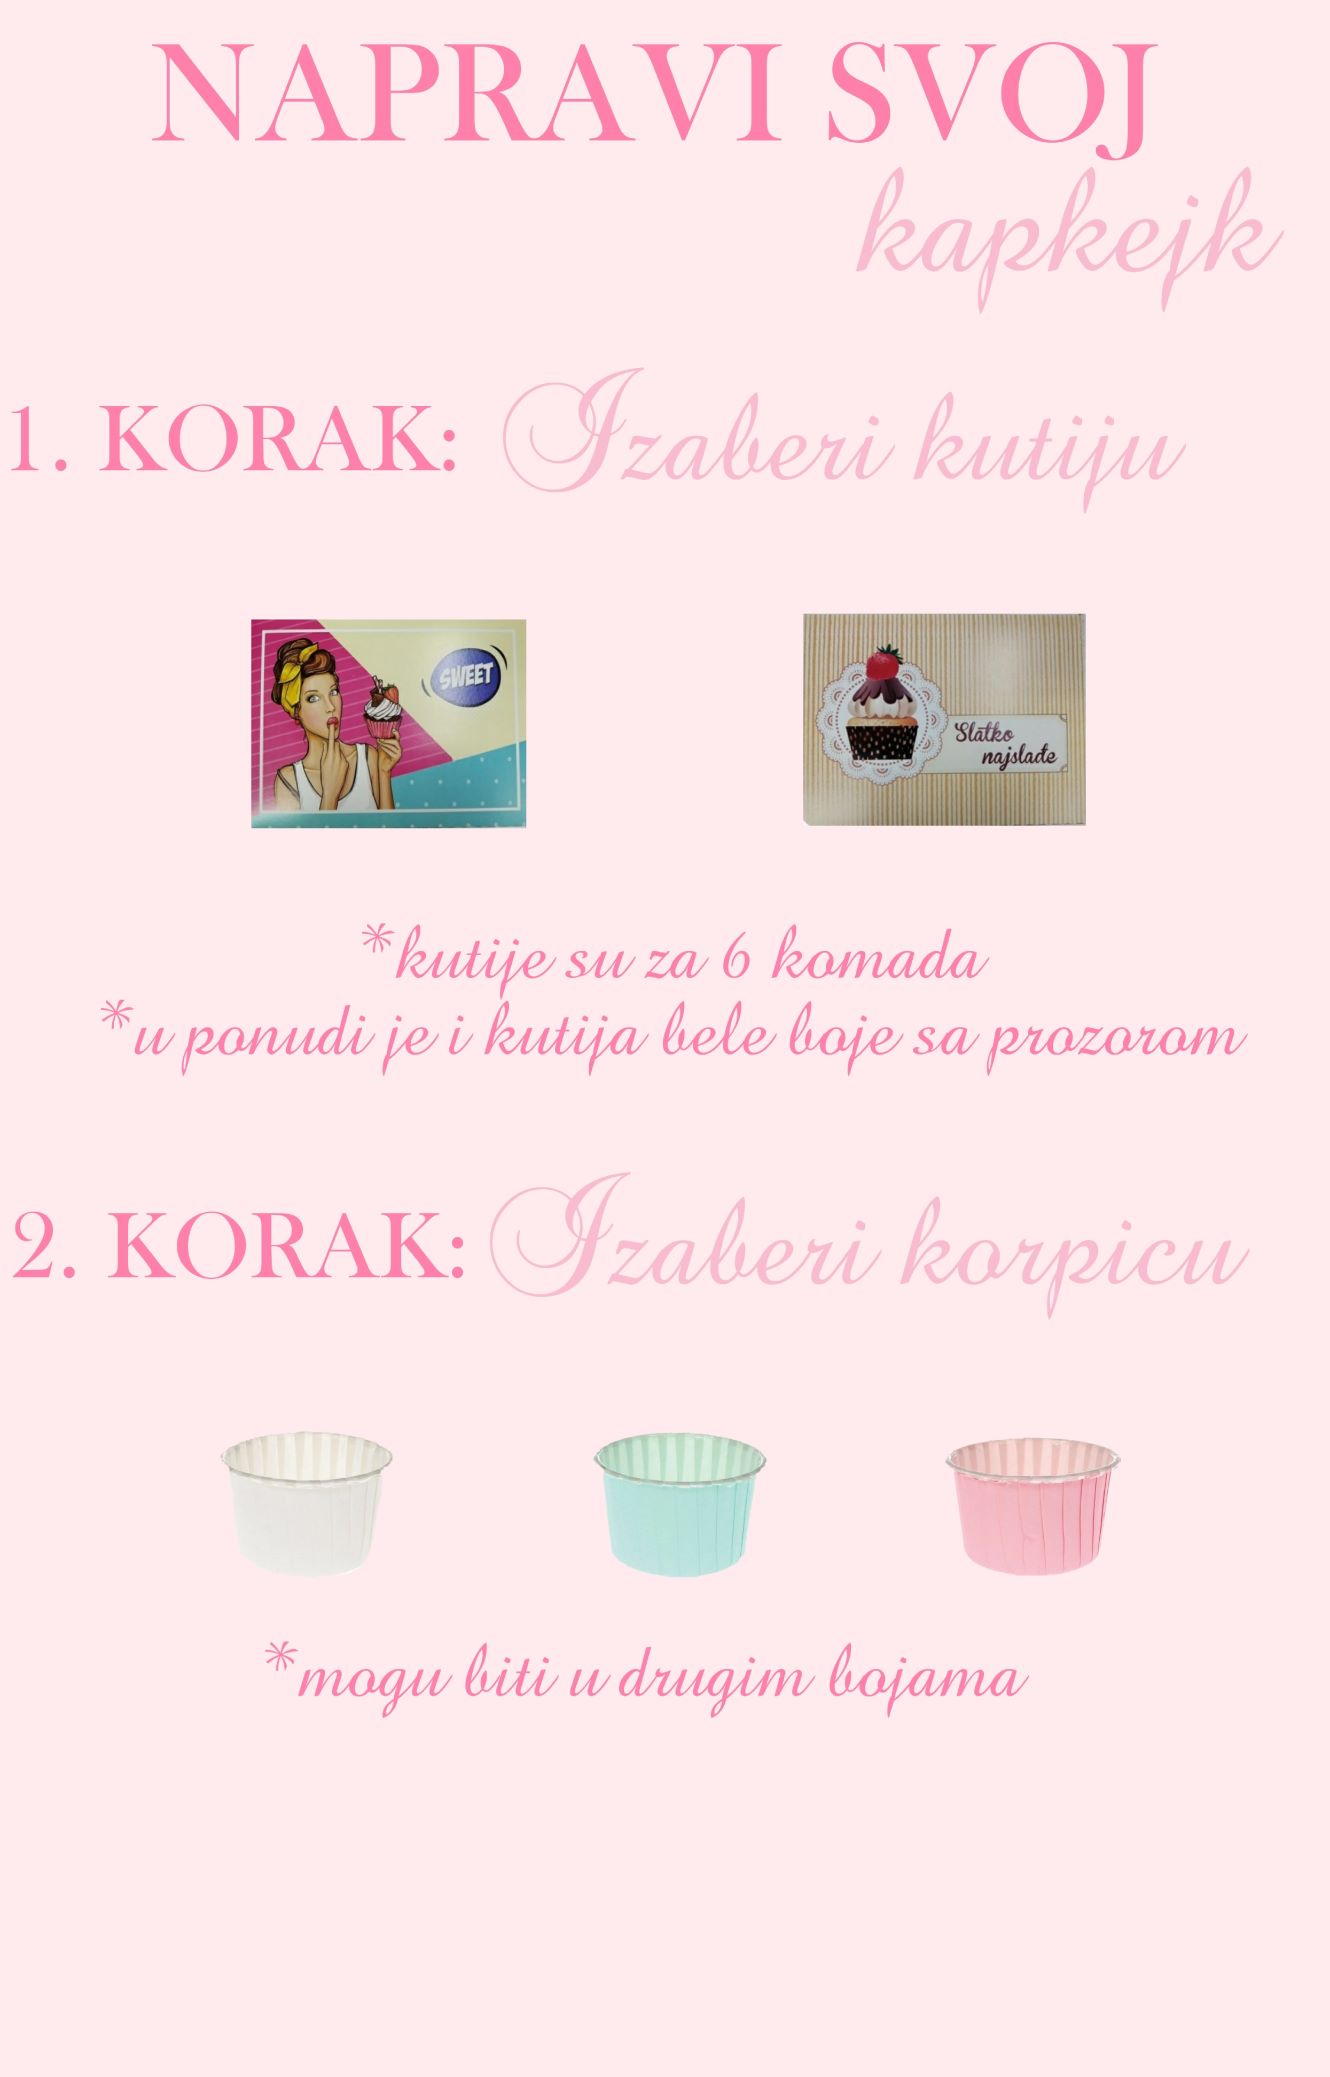 NAPRAVI SVOJ
kapkejk
1. KORAK: Izaberi kutiju
SWEET
Slatko
najslađe
*kutije su za 6 komada
*u ponudi je i kutija bele boje sa prozorom
2. KORAK: Izaberi korpicu
*mogu biti u drugim bojama